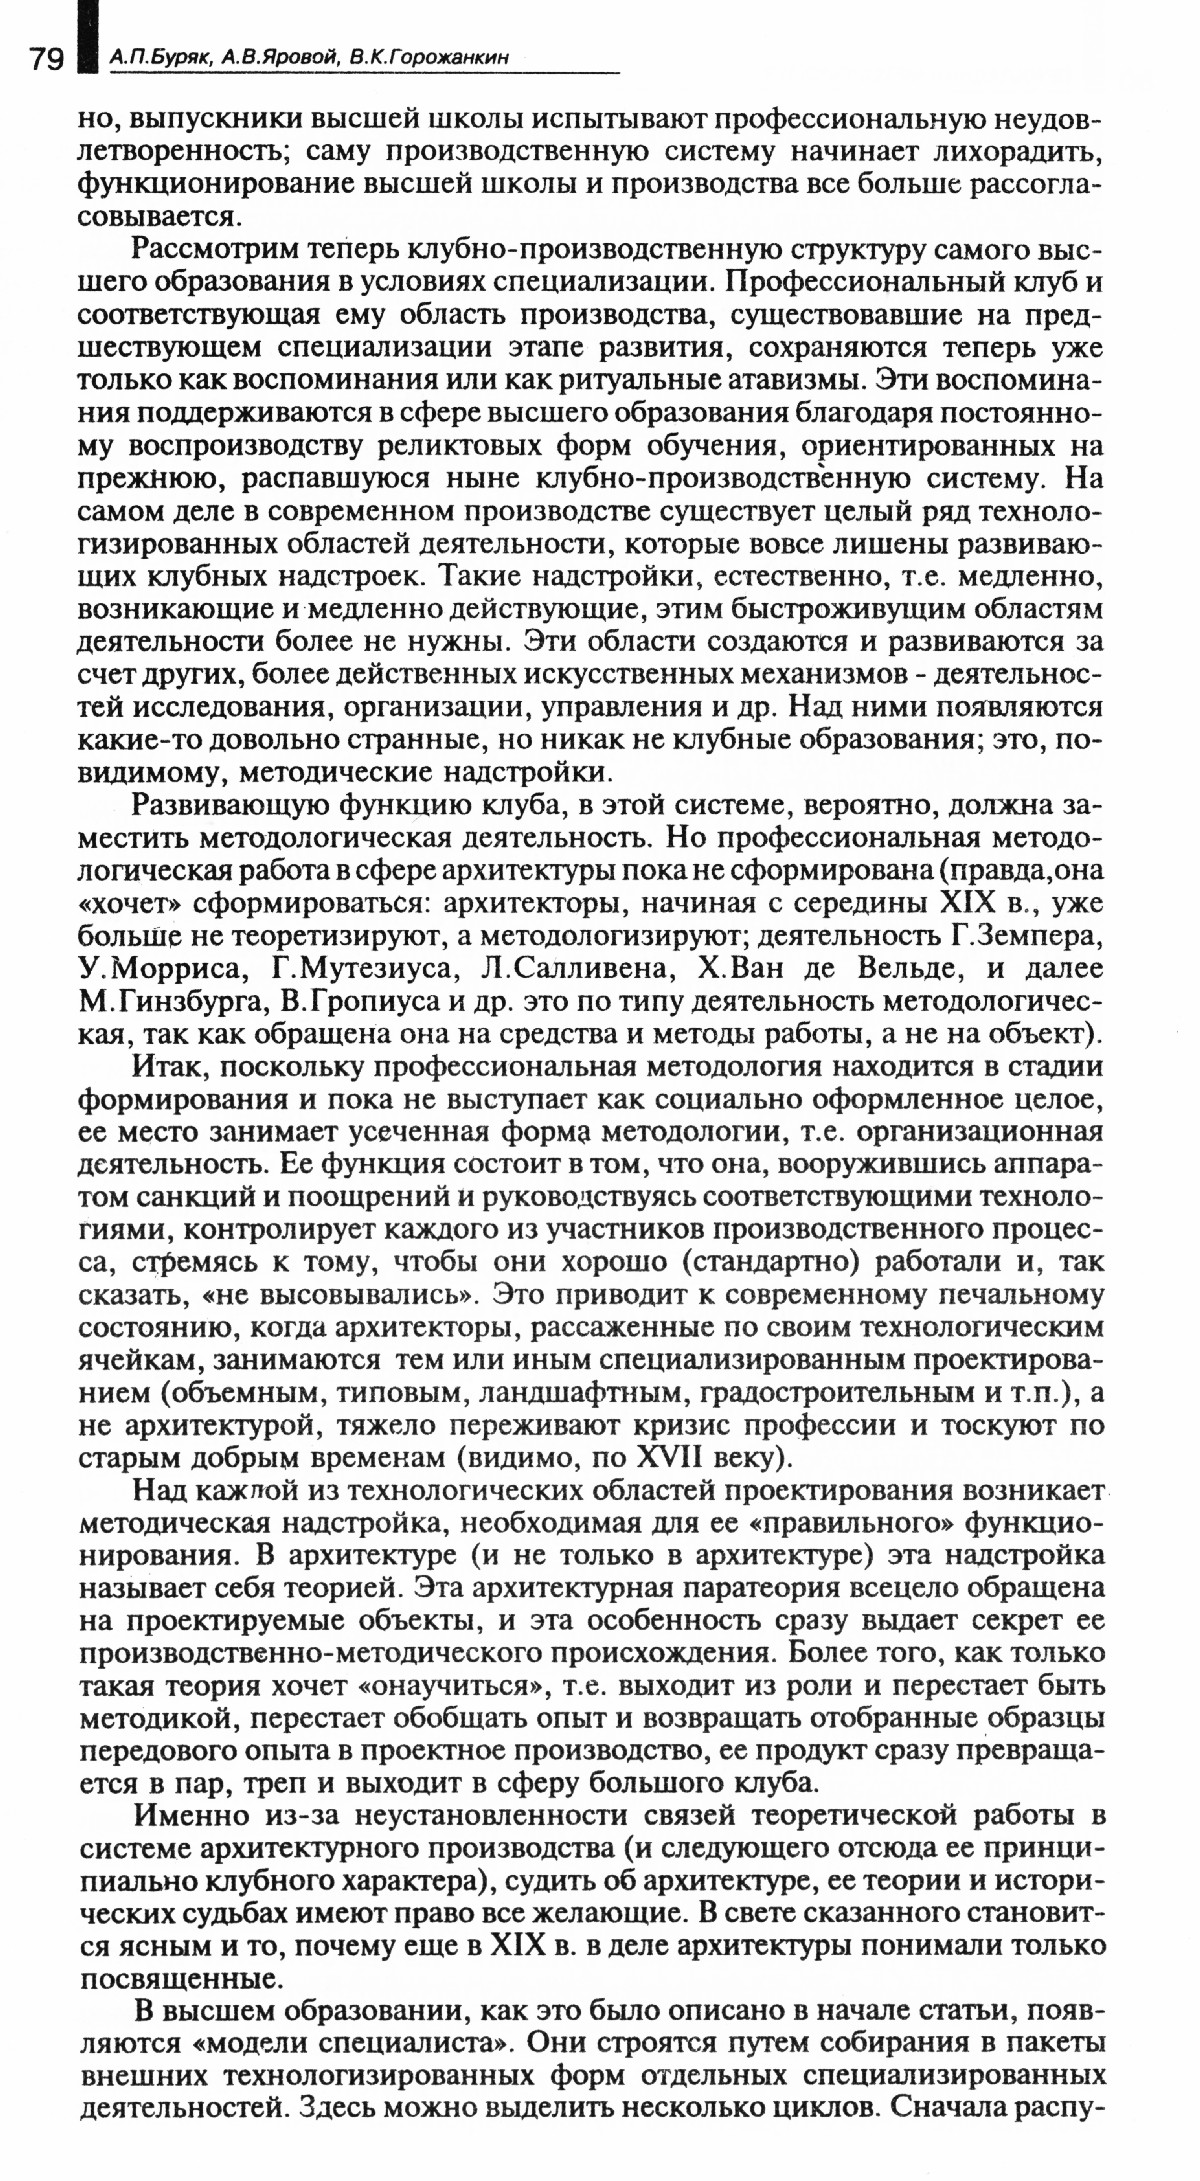 79 А.П.Буряк, А.В.Яровой, В.К.Горожанкин
но, выпускники высшей школы испытывают профессиональную неудов-
летворенность; саму производственную систему начинает лихорадить,
функционирование высшей школы и производства все больше рассогла-
совывается.
Рассмотрим теперь клубно-производственную структуру самого выс-
шего образования в условиях специализации. Профессиональный клуб и
соответствующая ему область производства, существовавшие на пред-
шествующем специализации этапе развития, сохраняются теперь уже
только как воспоминания или как ритуальные атавизмы. Эти воспомина-
ния поддерживаются в сфере высшего образования благодаря постоянно-
му воспроизводству реликтовых форм обучения, ориентированных на
прежнюю, распавшуюся ныне клубно-производственную систему. На
самом деле в современном производстве существует целый ряд техноло-
гизированных областей деятельности, которые вовсе лишены развиваю-
щих клубных надстроек. Такие надстройки, естественно, т.е. медленно,
возникающие и медленно действующие, этим быстроживущим областям
деятельности более не нужны. Эти области создаются и развиваются за
счет других, более действенных искусственных механизмов - деятельнос-
тей исследования, организации, управления и др. Над ними появляются
какие-то довольно странные, но никак не клубные образования; это, по-
видимому, методические надстройки.
Развивающую функцию клуба, в этой системе, вероятно, должна за-
местить методологическая деятельность. Но профессиональная методо-
логическая работа в сфере архитектуры пока не сформирована (правда,она
«хочет» сформироваться: архитекторы, начиная с середины XIX в., уже
больше не теоретизируют, а методологизируют; деятельность Г.Земпера,
У.Морриса, Г.Мутезиуса, Л.Салливена, Х.Ван де Вельде, и далее
М.Гинзбурга, В.Гропиуса и др. это по типу деятельность методологичес-
кая, так как обращена она на средства и методы работы, а не на объект).
Итак, поскольку профессиональная методология находится в стадии
формирования и пока не выступает как социально оформленное целое,
ее место занимает усеченная форма методологии, т.е. организационная
деятельность. Ее функция состоит в том, что она, вооружившись аппара-
том санкций и поощрений и руководствуясь соответствующими техноло-
гиями, контролирует каждого из участников производственного процес-
са, стремясь к тому, чтобы они хорошо (стандартно) работали и, так
сказать, «не высовывались». Это приводит к современному печальному
состоянию, когда архитекторы, рассаженные по своим технологическим
ячейкам, занимаются тем или иным специализированным проектирова-
нием (объемным, типовым, ландшафтным, градостроительным и т.п.), а
не архитектурой, тяжело переживают кризис профессии и тоскуют по
старым добрым временам (видимо, по XVII веку).
Над каждой из технологических областей проектирования возникает
методическая надстройка, необходимая для ее «правильного» функцио-
нирования. В архитектуре (и не только в архитектуре) эта надстройка
называет себя теорией. Эта архитектурная паратеория всецело обращена
на проектируемые объекты, и эта особенность сразу выдает секрет ее
производственно-методического происхождения. Более того, как только
такая теория хочет «онаучиться», т.е. выходит из роли и перестает быть
методикой, перестает обобщать опыт и возвращать отобранные образцы
передового опыта в проектное производство, ее продукт сразу превраща-
ется в пар, треп и выходит в сферу большого клуба.
Именно из-за неустановленности связей теоретической работы в
системе архитектурного производства (и следующего отсюда ее принци-
пиально клубного характера), судить об архитектуре, ее теории и истори-
ческих судьбах имеют право все желающие. В свете сказанного становит-
ся ясным и то, почему еще в XIX в. в деле архитектуры понимали только
посвященные.
В высшем образовании, как это было описано в начале статьи, появ-
ляются «модели специалиста». Они строятся путем собирания в пакеты
внешних технологизированных форм отдельных специализированных
деятельностей. Здесь можно выделить несколько циклов. Сначала распу-